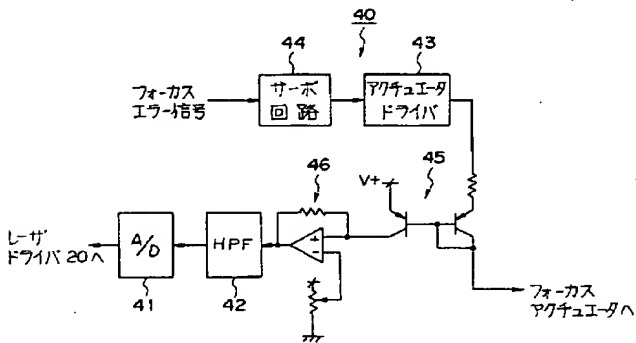 40
44
43
フォーカス
エラー信号
サーボ
回路
アクチュエータ
ドライバ
46
V+
45
レーザ
ドライバ 20へ
A/D
HPF
+
-
41
42
フォーカス
アクチュエータへ